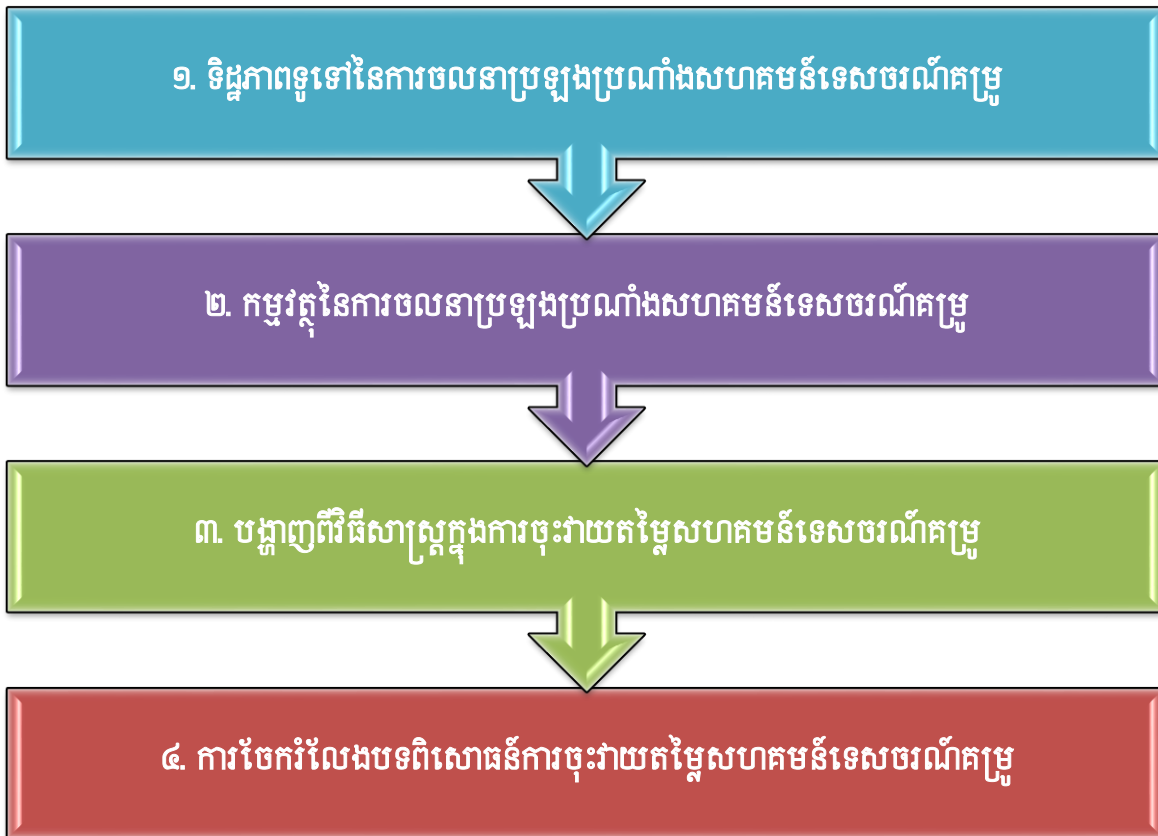 ១. ទិដ្ឋភាពទូទៅនៃការចលនាប្រឡងប្រណាំងសហគមន៍ទេសចរណ៍គម្រូ
២. កម្មវត្ថុនៃការចលនាប្រឡងប្រណាំងសហគមន៍ទេសចរណ៍គម្រូ
៣. បង្ហាញពីវិធីសាស្ត្រក្នុងការចុះវាយតម្លៃសហគមន៍ទេសចរណ៍គម្រូ
៤. ការចែករំលែងបទពិសោធន៍ការចុះវាយតម្លៃសហគមន៍ទេសចរណ៍គម្រូ